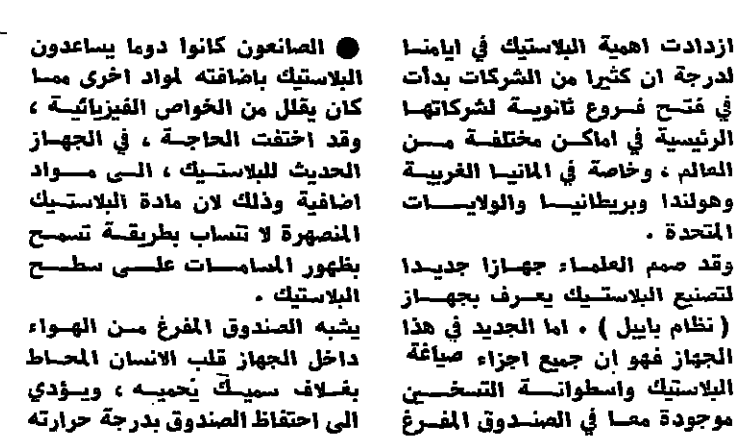 ازدادت اهمية البلاستيك في ايامنا
لدرجة ان كثيرا من الشركات بدأت
في فتح فروع ثانوية لشركاتها
الرئيسية في اماكن مختلفة من
العالم ، وخاصة في المانيا الغربية
وهولندا وبريطانيا والولايات
المتحدة .
وقد صمم العلماء جهازا جديدا
لتصنيع البلاستيك يعرف بجهاز
( نظام باييل ) . اما الجديد في هذا
الجهاز فهو ان جميع اجزاء صياغة
البلاستيك واسطوانة التسخين
موجودة معا في الصندوق المفرغ
● الصانعون كانوا دوما يساعدون
البلاستيك باضافته لمواد اخرى مما
كان يقلل من الخواص الفيزيائية ،
وقد اختفت الحاجة ، في الجهاز
الحديث للبلاستيك ، الى مواد
اضافية وذلك لان مادة البلاستيك
المنصهرة لا تنساب بطريقة تسمح
بظهور المسامات على سطح
البلاستيك .
يشبه الصندوق المفرغ من الهواء
داخل الجهاز قلب الانسان المحاط
بغلاف سميك يحميه ، ويؤدي
الى احتفاظ الصندوق بدرجة حرارته